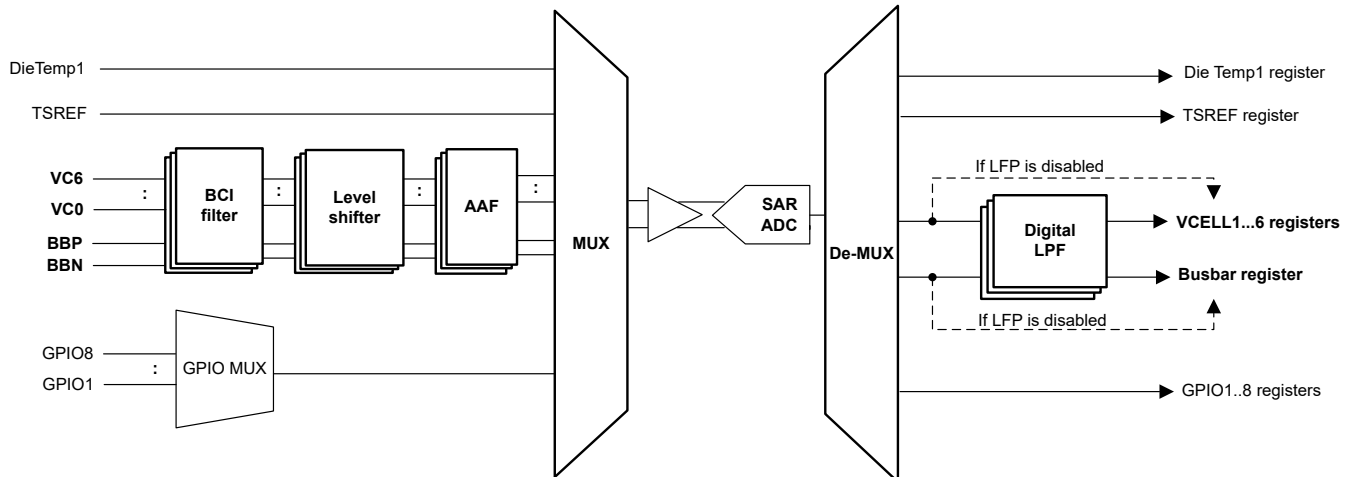 DieTemp1
TSREF
VC6
:
VC0
BBP
BBN
BCI
filter
:
Level
shifter
:
AAF
:
GPIO8
:
GPIO1
GPIO MUX
MUX
SAR
ADC
De-MUX
Die Temp1 register
TSREF register
If LFP is disabled
Digital
LPF
VCELL1...6 registers
Busbar register
If LFP is disabled
GPIO1..8 registers